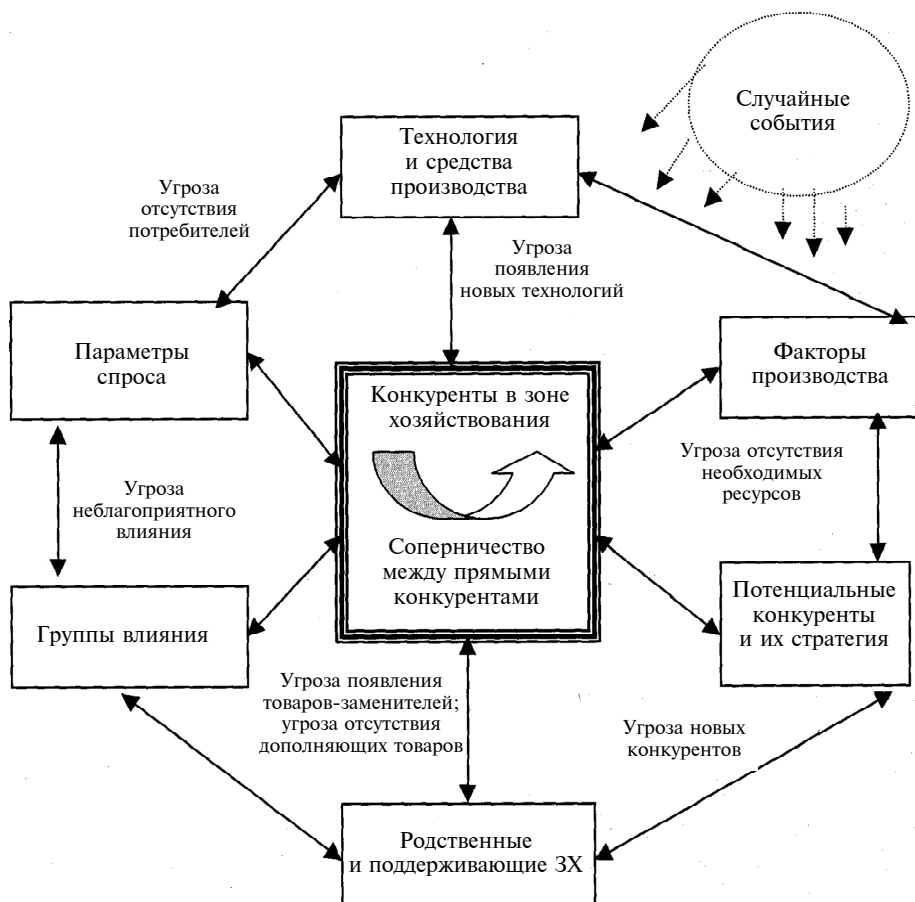 Случайные
события
Технология
и средства
производства
Угроза
отсутствия
потребителей
Угроза
появления
новых технологий
Параметры
спроса
Факторы
производства
Конкуренты в зоне
хозяйствования
Угроза отсутствия
необходимых
ресурсов
Угроза
неблагоприятного
влияния
Соперничество
между прямыми
конкурентами
Группы влияния
Потенциальные
конкуренты
и их стратегия
Угроза появления
товаров-заменителей;
угроза отсутствия
дополняющих товаров
Угроза новых
конкурентов
Родственные
и поддерживающие ЗХ